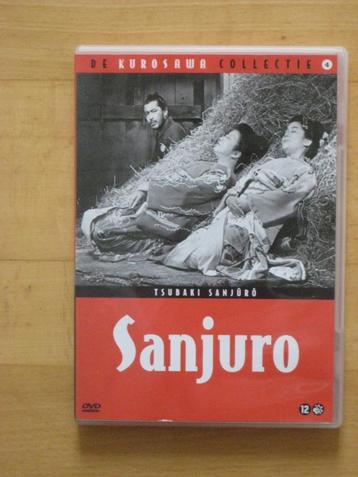 DE KUROSAWA COLLECTIE 4
TSUBAKI SANJŪRŌ
Sanjuro
DVD
12